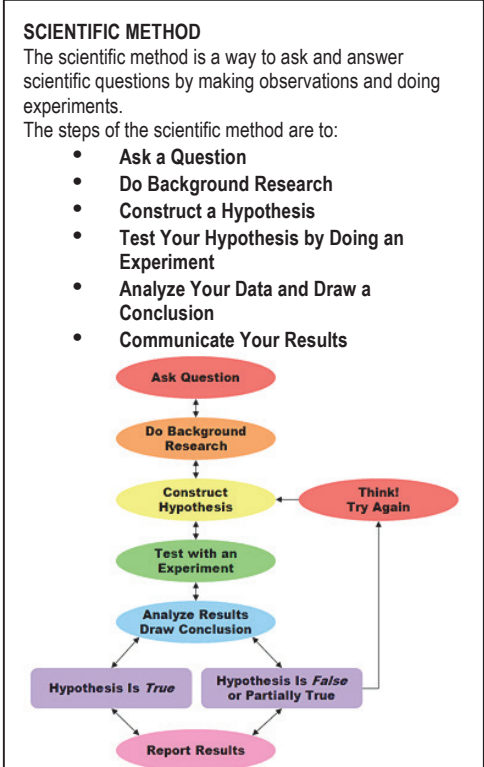 SCIENTIFIC METHOD
The scientific method is a way to ask and answer
scientific questions by making observations and doing
experiments.
The steps of the scientific method are to:
• Ask a Question
• Do Background Research
• Construct a Hypothesis
• Test Your Hypothesis by Doing an
Experiment
• Analyze Your Data and Draw a
Conclusion
• Communicate Your Results
Ask Question
Do Background
Research
Construct
Hypothesis
Think!
Try Again
Test with an
Experiment
Analyze Results
Draw Conclusion
Hypothesis Is True
Hypothesis Is False
or Partially True
Report Results